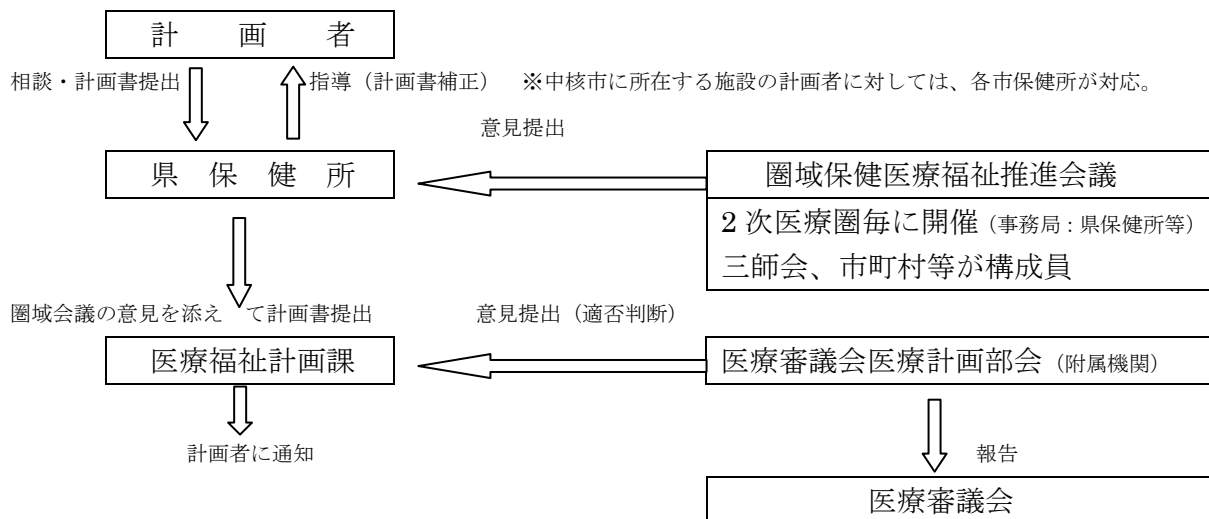 計 画 者
相談・計画書提出
指導（計画書補正） ※中核市に所在する施設の計画者に対しては、各市保健所が対応。
意見提出
県 保 健 所
圏域保健医療福祉推進会議
2 次医療圏毎に開催（事務局：県保健所等）
三師会、市町村等が構成員
圏域会議の意見を添え て計画書提出
意見提出（適否判断）
医療福祉計画課
医療審議会医療計画部会（附属機関）
計画者に通知
報告
医療審議会